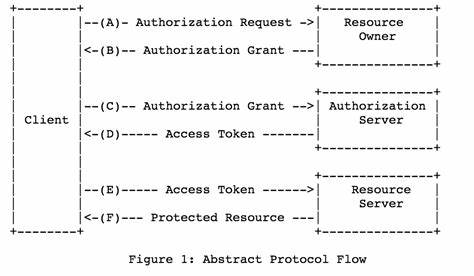 --(A)- Authorization Request -> Resource
Owner
<-(B)-- Authorization Grant ---
--(C)-- Authorization Grant --> Authorization
Server
Client
<-(D)----- Access Token -------
--(E)----- Access Token ------> Resource
Server
<-(F)--- Protected Resource ---
Figure 1: Abstract Protocol Flow